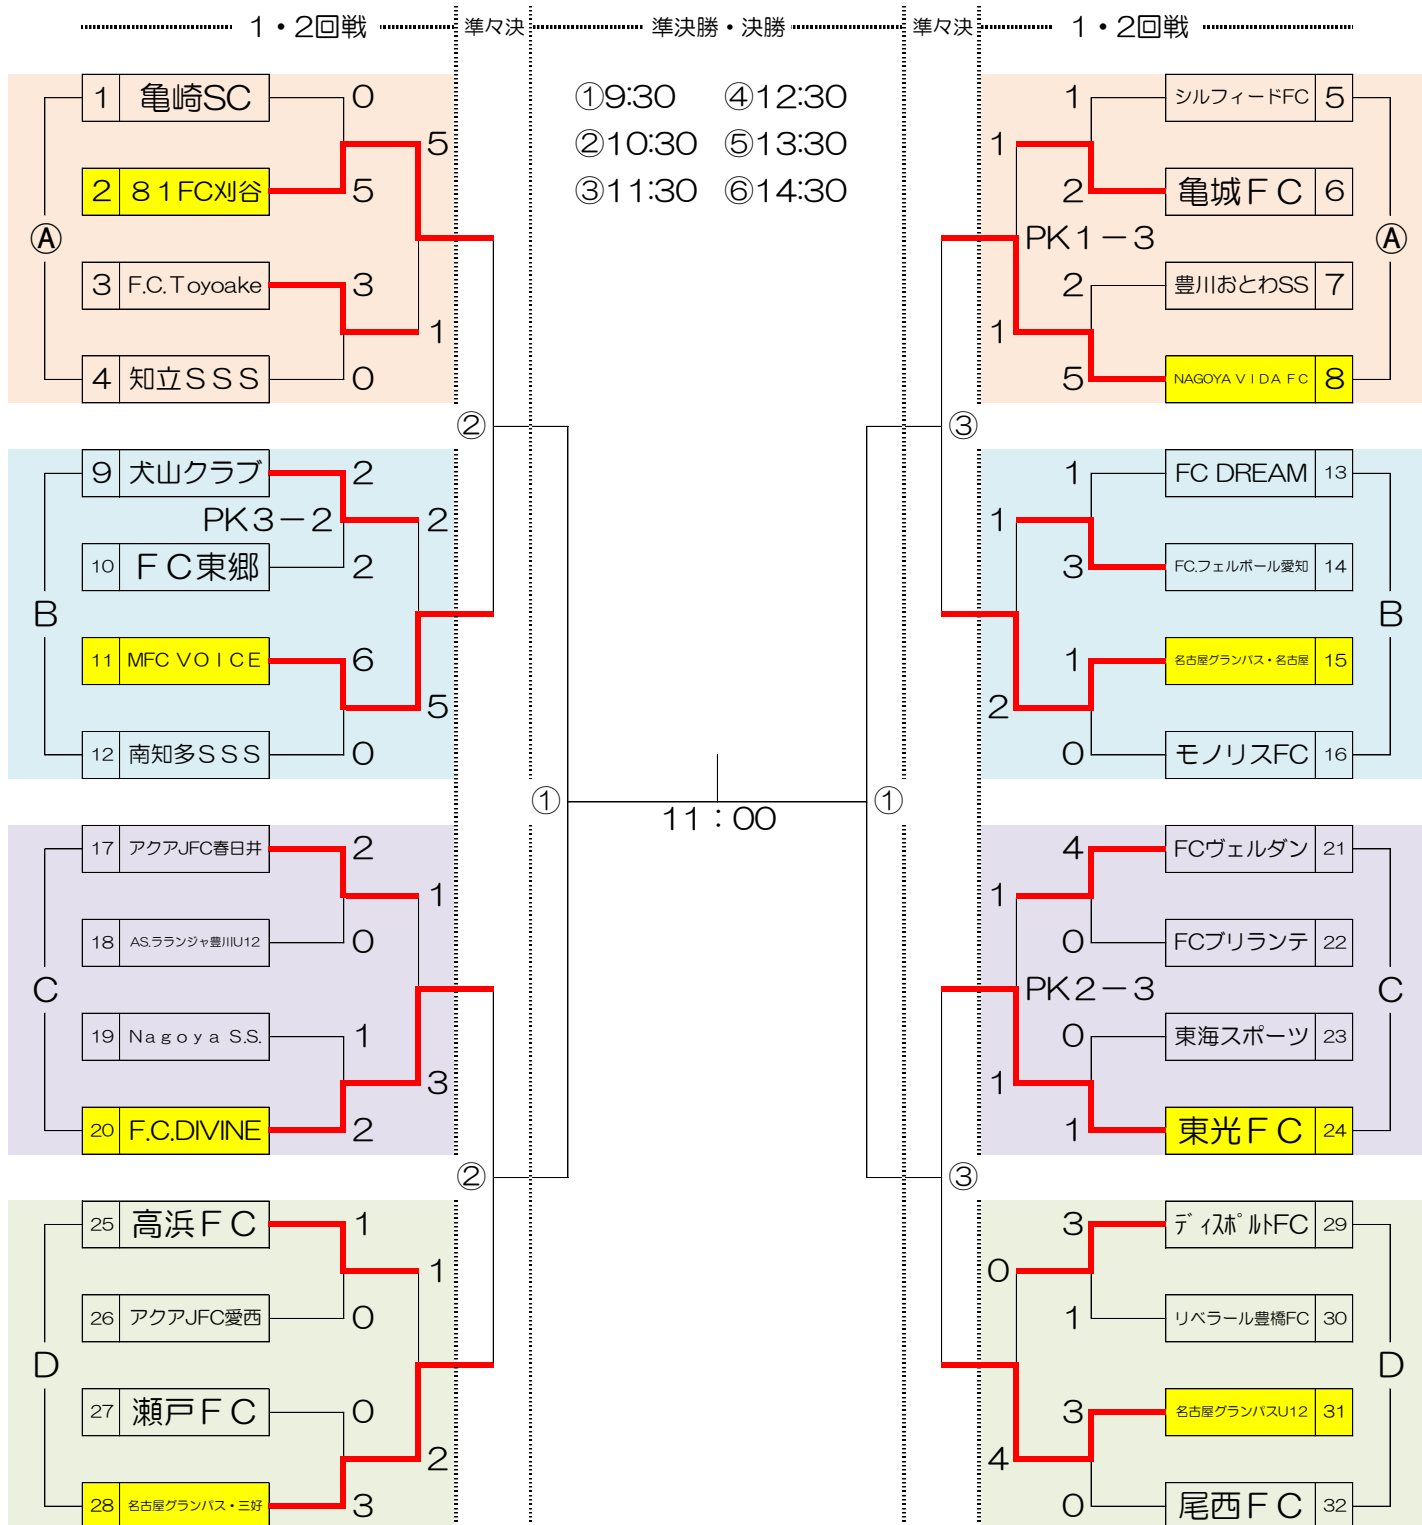 1・2回戦 準々決 準決勝・決勝 準々決 1・2回戦
①9:30 ④12:30
②10:30 ⑤13:30
③11:30 ⑥14:30
Ⓐ
1 亀崎SC 0
5
2 81FC刈谷 5
3 F.C.Toyoake 3
1
4 知立SSS 0
②
B
9 犬山クラブ 2
PK3-2 2
10 FC東郷 2
11 MFC VOICE 6
5
12 南知多SSS 0
①
C
17 アクアJFC春日井 2
1
18 AS.ラランジャ豊川U12 0
19 Nagoya S.S. 1
3
20 F.C.DIVINE 2
②
D
25 高浜FC 1
1
26 アクアJFC愛西 0
27 瀬戸FC 0
2
28 名古屋グランパス・三好 3
11:00
Ⓐ
1 シルフィードFC 5
1
2 亀城FC 6
PK1-3
2 豊川おとわSS 7
1
5 NAGOYA VIDA FC 8
③
B
1 FC DREAM 13
1
3 FC.フェルボール愛知 14
1 名古屋グランパス・名古屋 15
2
0 モノリスFC 16
①
C
4 FCヴェルダン 21
1
0 FCブリランテ 22
PK2-3
0 東海スポーツ 23
1
1 東光FC 24
③
D
3 ディスポルトFC 29
0
1 リベラール豊橋FC 30
3 名古屋グランパスU12 31
4
0 尾西FC 32